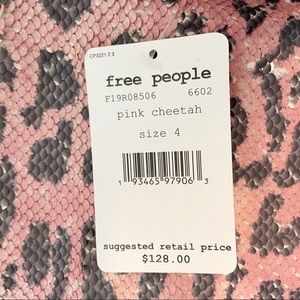 CP3221 2 3
free people
F19R08506 6602
pink cheetah
size 4
1 93465 97906 3
suggested retail price
$128.00